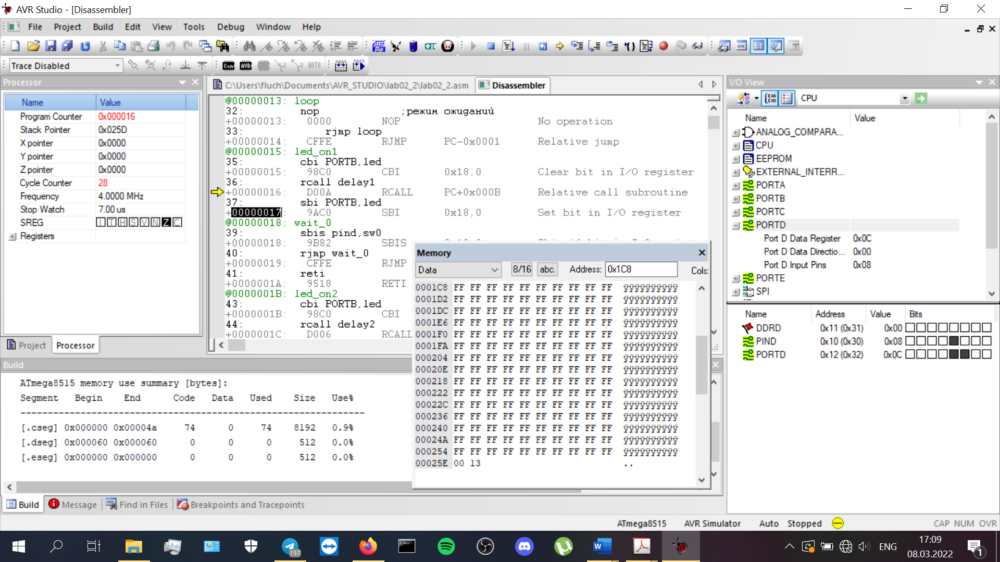 AVR Studio - [Disassembler]
File Project Build Edit View Tools Debug Window Help
Trace Disabled
Con AVR AUTO
Processor
Name Value
Program Counter 0x000016
Stack Pointer 0x025D
X pointer 0x0000
Y pointer 0x0000
Z pointer 0x0000
Cycle Counter 28
Frequency 4.0000 MHz
Stop Watch 7.00 us
SREG I T H S V N Z C
Registers
Project Processor
C:\Users\fluch\Documents\AVR_STUDIO\lab02_2\lab02_2.asm Disassembler
@00000013: loop
32: nop ;режим ожиданий
+00000013: 0000 NOP No operation
33: rjmp loop
+00000014: CFFE RJMP PC-0x0001 Relative jump
@00000015: led_on1
35: cbi PORTB,led
+00000015: 98C0 CBI 0x18,0 Clear bit in I/O register
36: rcall delay1
+00000016: D00A RCALL PC+0x000B Relative call subroutine
37: sbi PORTB,led
+00000017: 9AC0 SBI 0x18,0 Set bit in I/O register
@00000018: wait_0
39: sbis pind,sw0
+00000018: 9B82 SBIS
40: rjmp wait_0
+00000019: CFFE RJMP
41: reti
+0000001A: 9518 RETI
@0000001B: led_on2
43: cbi PORTB,led
+0000001B: 98C0 CBI
44: rcall delay2
+0000001C: D006 RCALL
Memory
Data 8/16 abc. Address: 0x1C8 Cols:
0001C8 FF FF FF FF FF FF FF FF FF FF ÿÿÿÿÿÿÿÿÿÿ
0001D2 FF FF FF FF FF FF FF FF FF FF ÿÿÿÿÿÿÿÿÿÿ
0001DC FF FF FF FF FF FF FF FF FF FF ÿÿÿÿÿÿÿÿÿÿ
0001E6 FF FF FF FF FF FF FF FF FF FF ÿÿÿÿÿÿÿÿÿÿ
0001F0 FF FF FF FF FF FF FF FF FF FF ÿÿÿÿÿÿÿÿÿÿ
0001FA FF FF FF FF FF FF FF FF FF FF ÿÿÿÿÿÿÿÿÿÿ
000204 FF FF FF FF FF FF FF FF FF FF ÿÿÿÿÿÿÿÿÿÿ
00020E FF FF FF FF FF FF FF FF FF FF ÿÿÿÿÿÿÿÿÿÿ
000218 FF FF FF FF FF FF FF FF FF FF ÿÿÿÿÿÿÿÿÿÿ
000222 FF FF FF FF FF FF FF FF FF FF ÿÿÿÿÿÿÿÿÿÿ
00022C FF FF FF FF FF FF FF FF FF FF ÿÿÿÿÿÿÿÿÿÿ
000236 FF FF FF FF FF FF FF FF FF FF ÿÿÿÿÿÿÿÿÿÿ
000240 FF FF FF FF FF FF FF FF FF FF ÿÿÿÿÿÿÿÿÿÿ
00024A FF FF FF FF FF FF FF FF FF FF ÿÿÿÿÿÿÿÿÿÿ
000254 FF FF FF FF FF FF FF FF FF FF ÿÿÿÿÿÿÿÿÿÿ
00025E 00 13 ..
I/O View
CPU
Name Value
ANALOG_COMPARA...
CPU
EEPROM
EXTERNAL_INTERR...
PORTA
PORTB
PORTC
PORTD
Port D Data Register 0x0C
Port D Data Directio... 0x00
Port D Input Pins 0x08
PORTE
SPI
Name Address Value Bits
DDRD 0x11 (0x31) 0x00
PIND 0x10 (0x30) 0x08
PORTD 0x12 (0x32) 0x0C
Build
ATmega8515 memory use summary [bytes]:
Segment Begin End Code Data Used Size Use%
---------------------------------------------------------------
[.cseg] 0x000000 0x00004a 74 0 74 8192 0.9%
[.dseg] 0x000060 0x000060 0 0 0 512 0.0%
[.eseg] 0x000000 0x000000 0 0 0 512 0.0%
Build Message Find in Files Breakpoints and Tracepoints
ATmega8515 AVR Simulator Auto Stopped CAP NUM OVR
197
ENG
17:09
08.03.2022
1